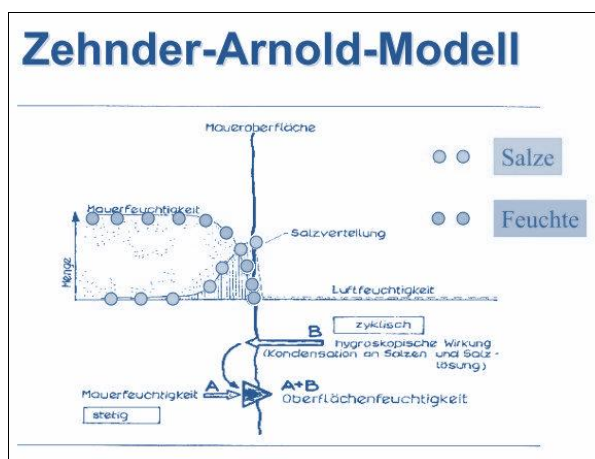 Zehnder-Arnold-Modell
Maueroberfläche
Salze
Mauerfeuchtigkeit
Feuchte
Salzverteilung
Menge
Luftfeuchtigkeit
B
zyklisch
hygroskopische Wirkung
(Kondensation an Salzen und Salz-
lösung)
Mauerfeuchtigkeit
A
A+B
Oberflächenfeuchtigkeit
stetig